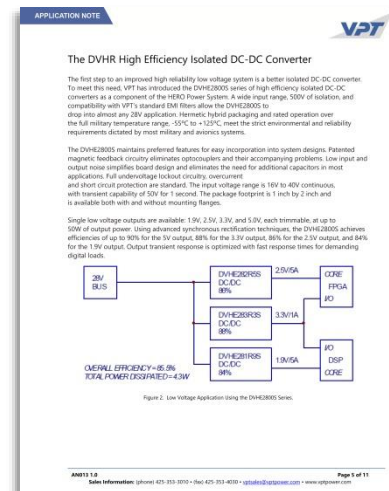 APPLICATION NOTE
VPT
The DVHR High Efficiency Isolated DC-DC Converter
The first step to an improved high reliability low voltage system is a better isolated DC-DC converter.
To meet this need, VPT has introduced the DVHE2800S series of high efficiency isolated DC-DC
converters as a component of the HERO Power System. A wide input range, 500V of isolation, and
compatibility with VPT's standard EMI filters allow the DVHE2800S to
drop into almost any 28V application. Hermetic hybrid packaging and rated operation over
the full military temperature range, -55°C to +125°C, meet the strict environmental and reliability
requirements dictated by most military and avionics systems.
The DVHE2800S maintains preferred features for easy incorporation into system designs. Patented
magnetic feedback circuitry eliminates optocouplers and their accompanying problems. Low input and
output noise simplifies board design and eliminates the need for additional capacitors in most
applications. Full undervoltage lockout circuitry, overcurrent
and short circuit protection are standard. The input voltage range is 16V to 40V continuous,
with transient capability of 50V for 1 second. The package footprint is 1 inch by 2 inch and
is available both with and without mounting flanges.
Single low voltage outputs are available: 1.9V, 2.5V, 3.3V, and 5.0V, each trimmable, at up to
50W of output power. Using advanced synchronous rectification techniques, the DVHE2800S achieves
efficiencies of up to 90% for the 5V output, 88% for the 3.3V output, 86% for the 2.5V output, and 84%
for the 1.9V output. Output transient response is optimized with fast response times for demanding
digital loads.
28V
BUS
DVHE282R5S
DC/DC
86%
2.5V/5A
CORE
FPGA
I/O
DVHE283R3S
DC/DC
88%
3.3V/1A
DVHE281R9S
DC/DC
84%
1.9V/5A
I/O
DSP
CORE
OVERALL EFFICIENCY = 85.5%
TOTAL POWER DISSIPATED = 4.3W
Figure 2. Low Voltage Application Using the DVHE2800S Series.
AN013 1.0
Page 5 of 11
Sales Information: (phone) 425-353-3010 • (fax) 425-353-4030 • vptsales@vptpower.com • www.vptpower.com